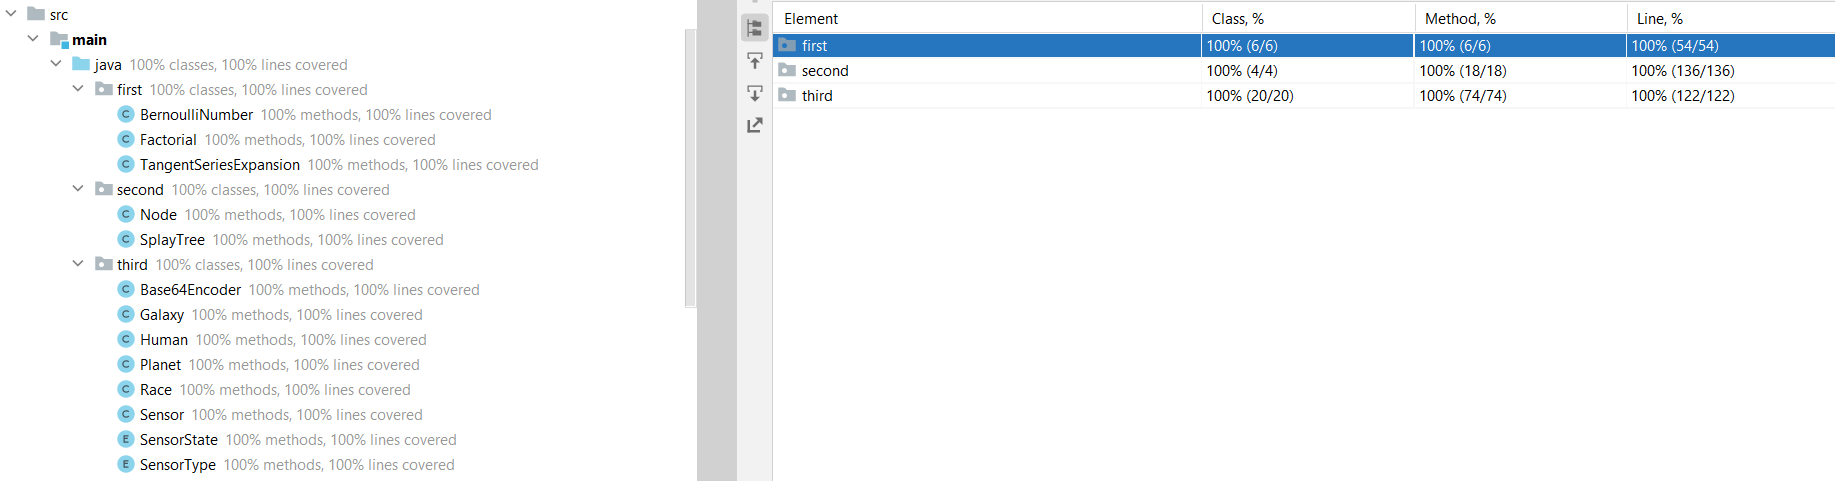 src
main
java 100% classes, 100% lines covered
first 100% classes, 100% lines covered
BernoulliNumber 100% methods, 100% lines covered
Factorial 100% methods, 100% lines covered
TangentSeriesExpansion 100% methods, 100% lines covered
second 100% classes, 100% lines covered
Node 100% methods, 100% lines covered
SplayTree 100% methods, 100% lines covered
third 100% classes, 100% lines covered
Base64Encoder 100% methods, 100% lines covered
Galaxy 100% methods, 100% lines covered
Human 100% methods, 100% lines covered
Planet 100% methods, 100% lines covered
Race 100% methods, 100% lines covered
Sensor 100% methods, 100% lines covered
SensorState 100% methods, 100% lines covered
SensorType 100% methods, 100% lines covered
Element Class, % Method, % Line, %
first 100% (6/6) 100% (6/6) 100% (54/54)
second 100% (4/4) 100% (18/18) 100% (136/136)
third 100% (20/20) 100% (74/74) 100% (122/122)